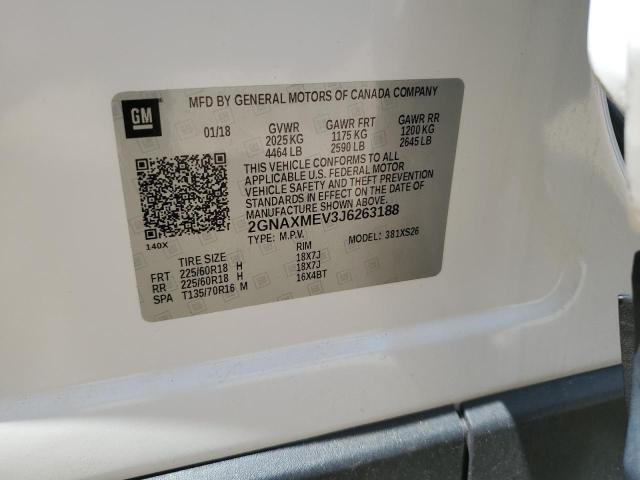 GM
MFD BY GENERAL MOTORS OF CANADA COMPANY
01/18 GVWR GAWR FRT GAWR RR
2025 KG 1175 KG 1200 KG
4464 LB 2590 LB 2645 LB
THIS VEHICLE CONFORMS TO ALL
APPLICABLE U.S. FEDERAL MOTOR
VEHICLE SAFETY AND THEFT PREVENTION
STANDARDS IN EFFECT ON THE DATE OF
MANUFACTURE SHOWN ABOVE.
2GNAXMEV3J6263188
TYPE: M.P.V. MODEL: 381XS26
140X
TIRE SIZE RIM
FRT 225/60R18 H 18X7J
RR 225/60R18 H 18X7J
SPA T135/70R16 M 16X4BT